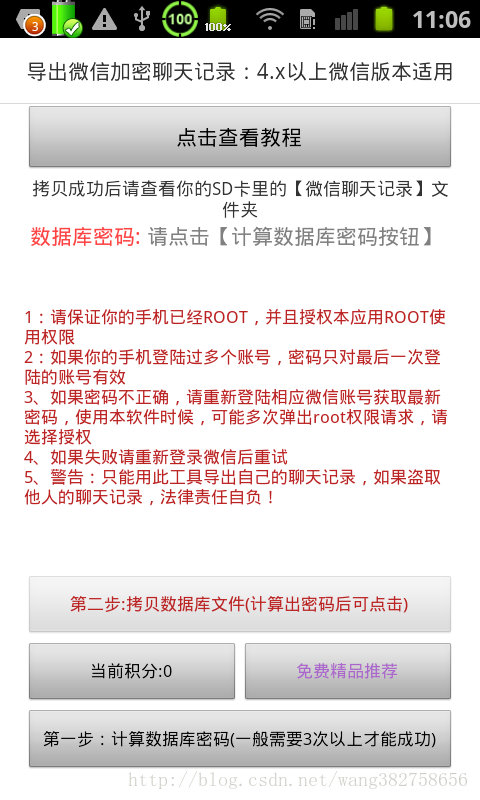 3
100
100%
11:06
导出微信加密聊天记录：4.x以上微信版本适用
点击查看教程
拷贝成功后请查看你的SD卡里的【微信聊天记录】文
件夹
数据库密码: 请点击【计算数据库密码按钮】
1：请保证你的手机已经ROOT，并且授权本应用ROOT使
用权限
2：如果你的手机登陆过多个账号，密码只对最后一次登
陆的账号有效
3、如果密码不正确，请重新登陆相应微信账号获取最新
密码，使用本软件时候，可能多次弹出root权限请求，请
选择授权
4、如果失败请重新登录微信后重试
5、警告：只能用此工具导出自己的聊天记录，如果盗取
他人的聊天记录，法律责任自负！
第二步:拷贝数据库文件(计算出密码后可点击)
当前积分:0
免费精品推荐
第一步：计算数据库密码(一般需要3次以上才能成功)
http://blog.csdn.net/wang382758656